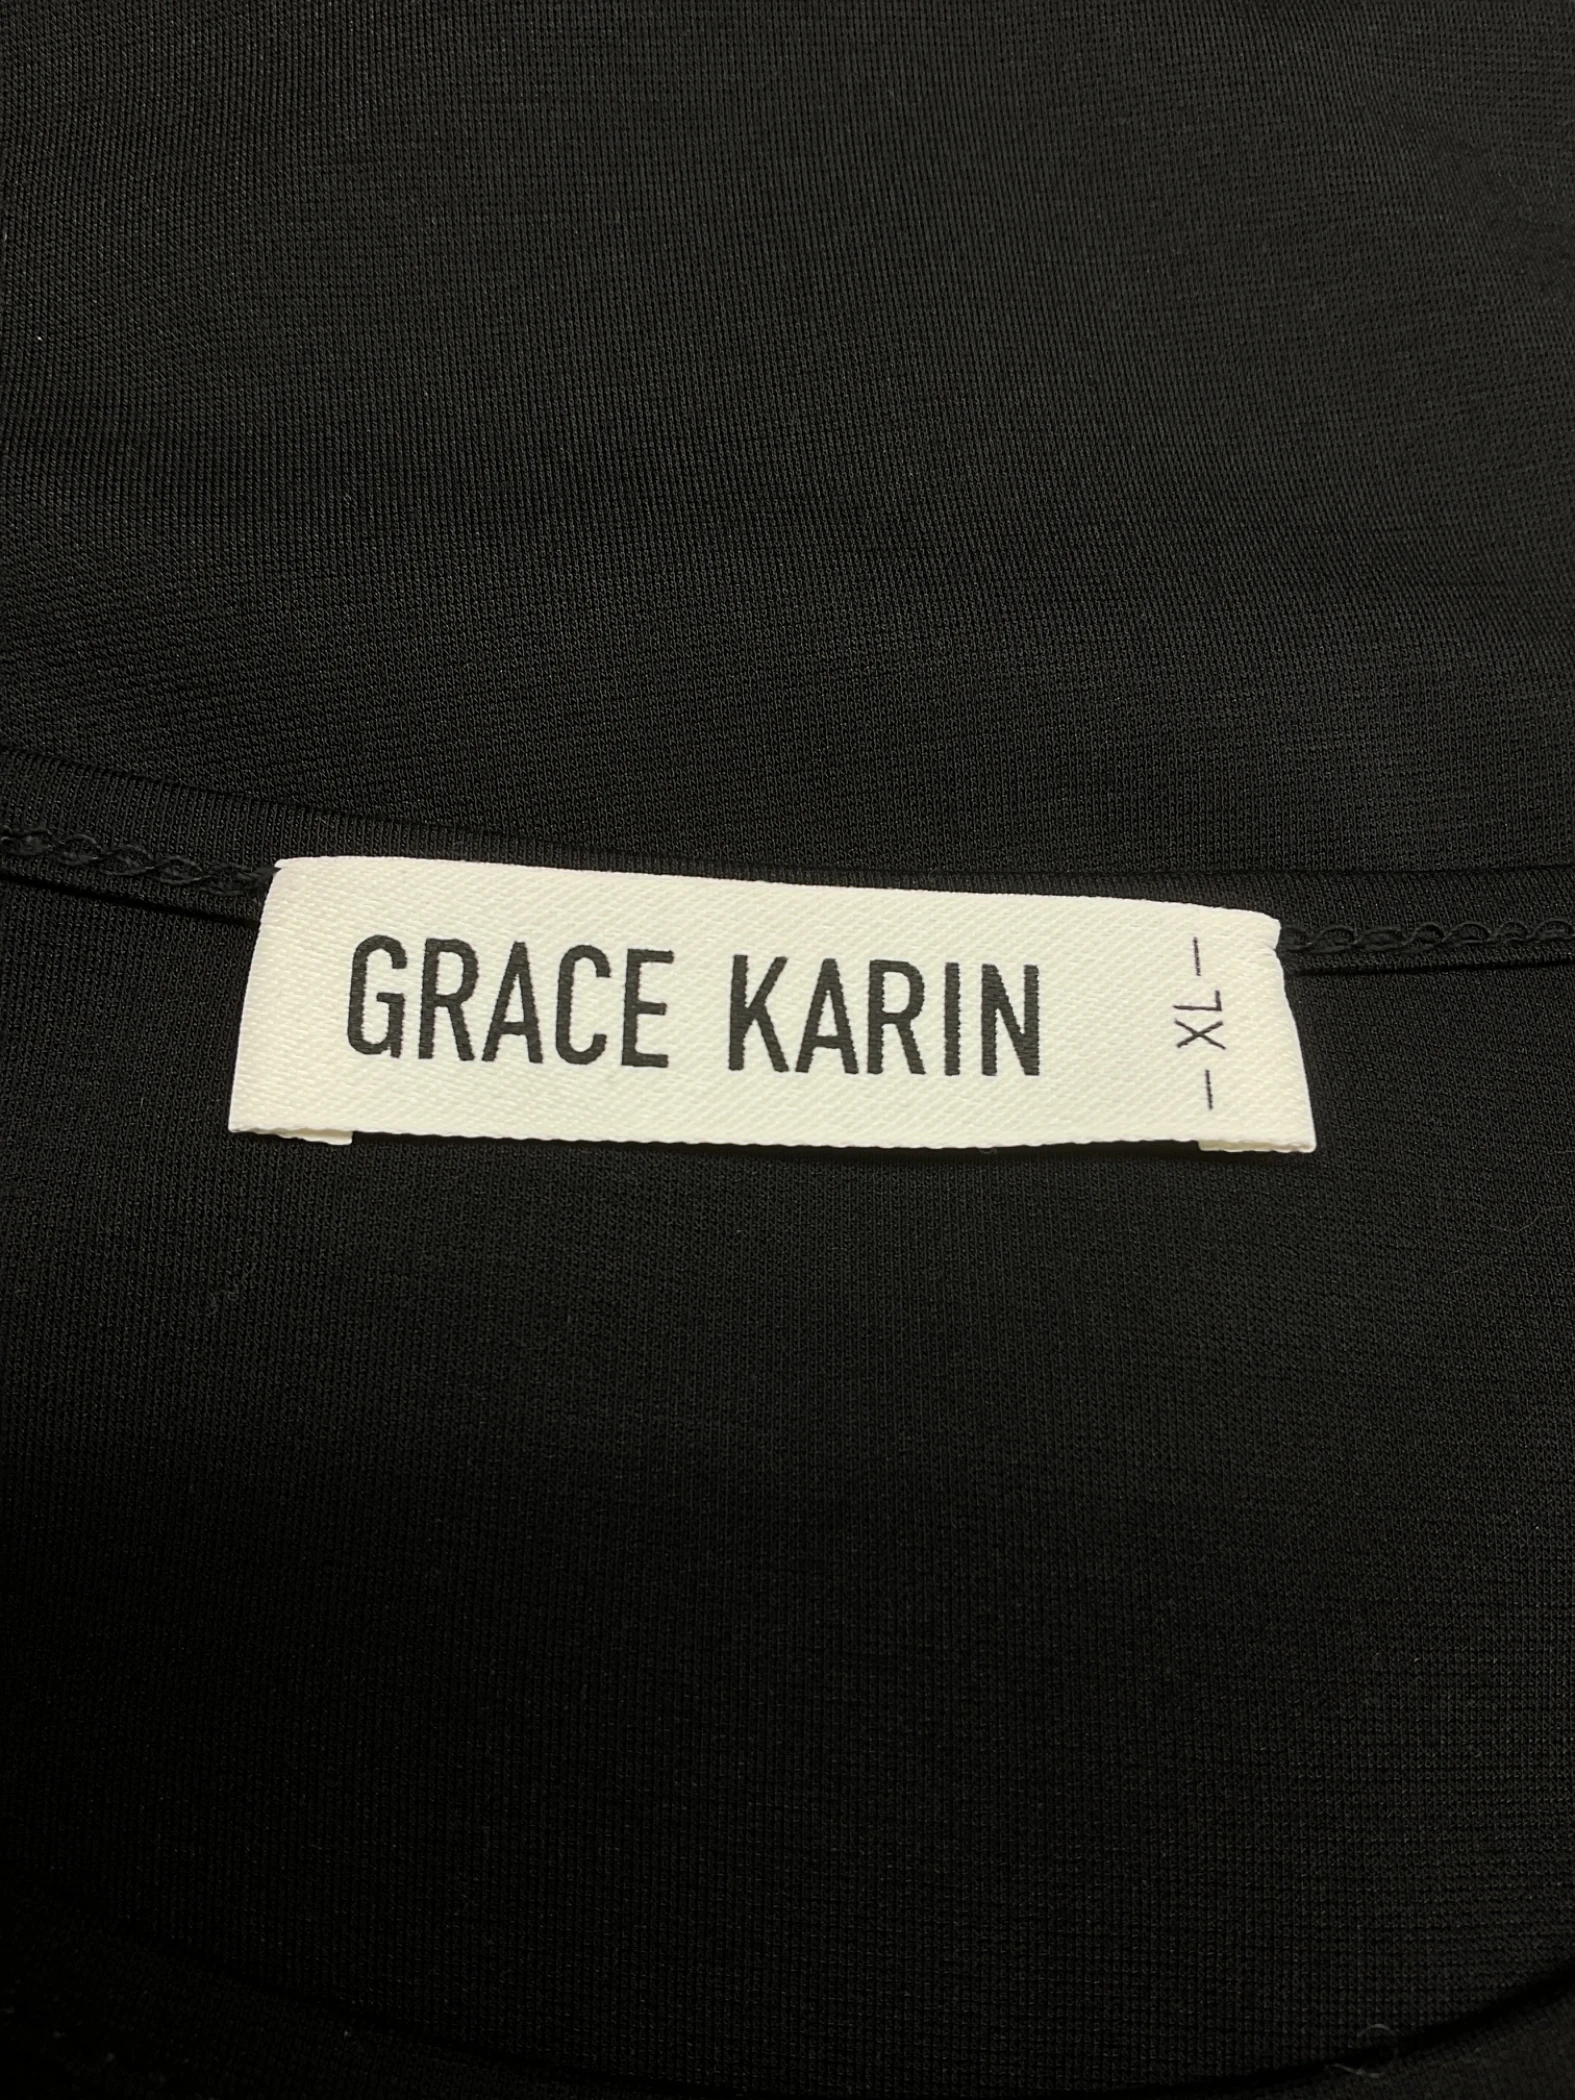 GRACE KARIN
- XL -